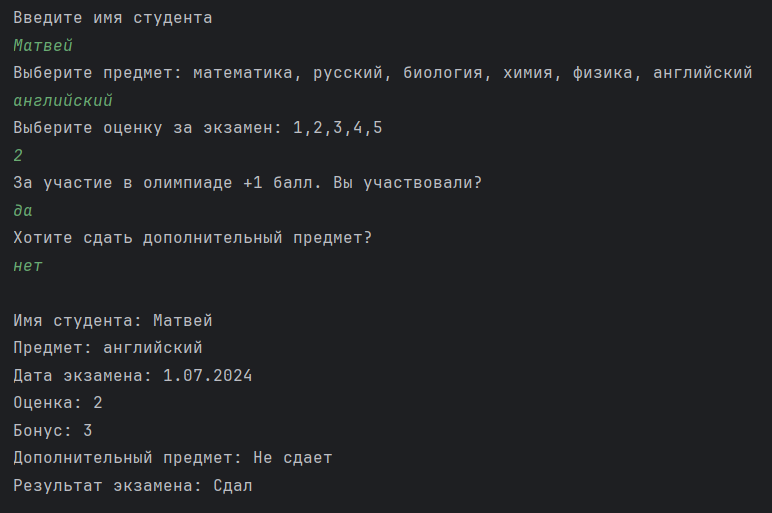 Введите имя студента
Матвей
Выберите предмет: математика, русский, биология, химия, физика, английский
английский
Выберите оценку за экзамен: 1,2,3,4,5
2
За участие в олимпиаде +1 балл. Вы участвовали?
да
Хотите сдать дополнительный предмет?
нет
Имя студента: Матвей
Предмет: английский
Дата экзамена: 1.07.2024
Оценка: 2
Бонус: 3
Дополнительный предмет: Не сдает
Результат экзамена: Сдал